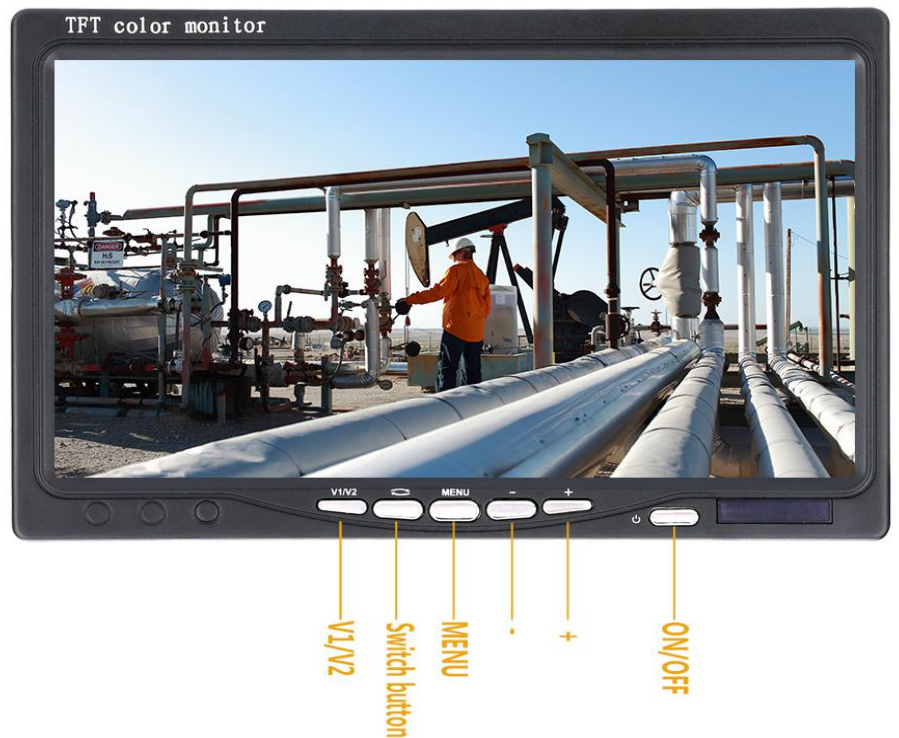 TFT color monitor
DANGER
H₂S
V1/V2
MENU
-
+
V1/V2
Switch button
MENU
-
+
ON/OFF